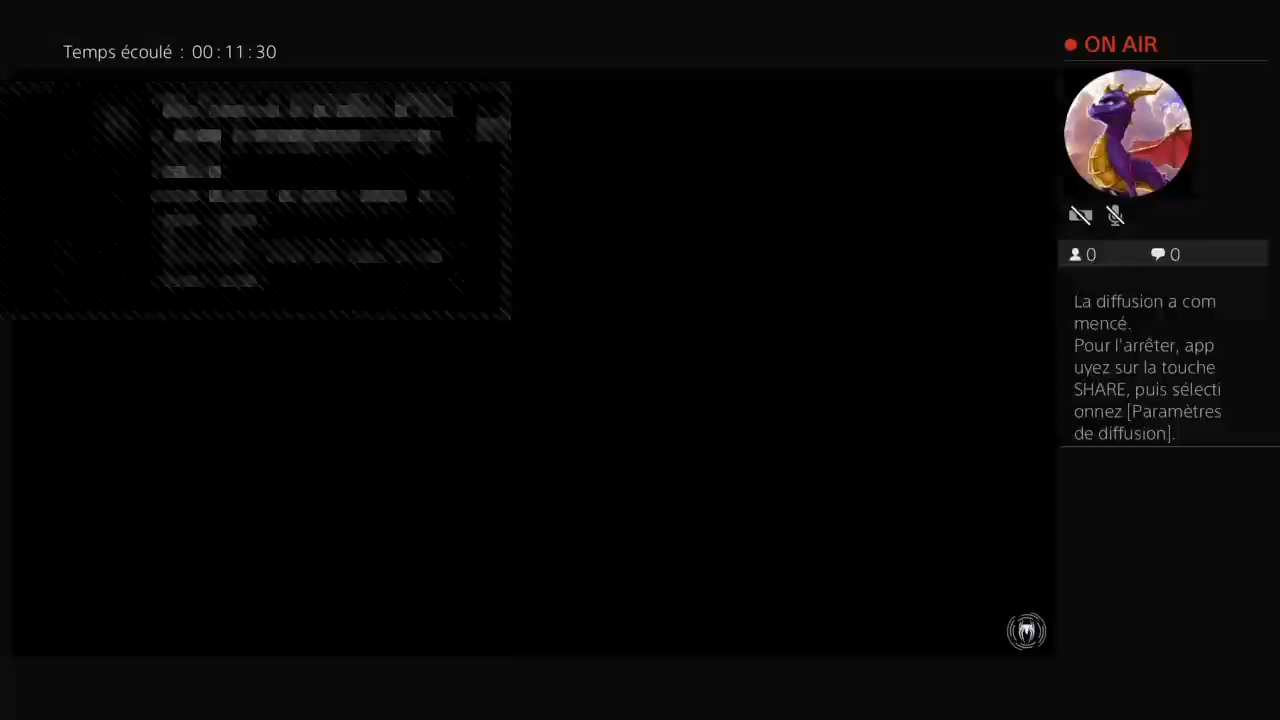 Temps écoulé : 00:11:30
ON AIR
0 0
La diffusion a com
mencé.
Pour l'arrêter, app
uyez sur la touche
SHARE, puis sélecti
onnez [Paramètres
de diffusion].